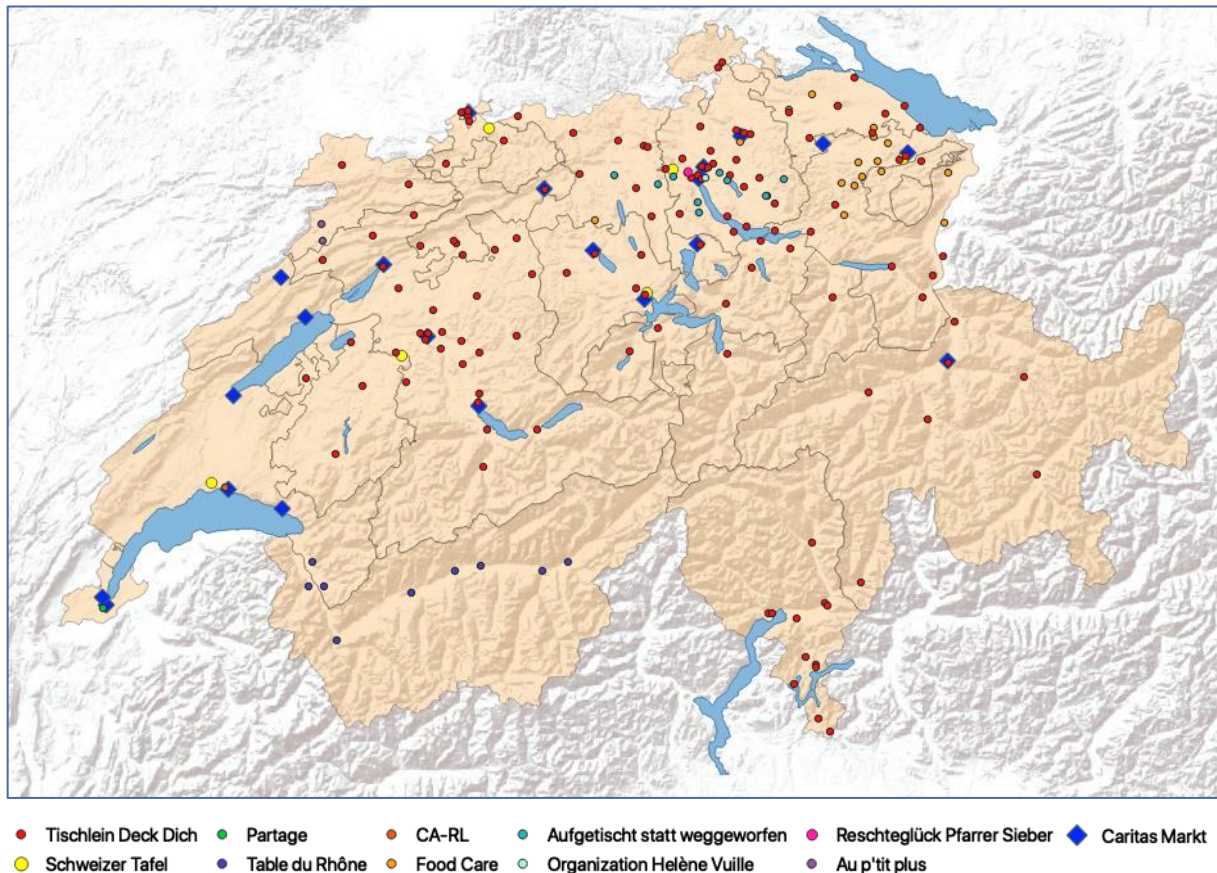 Tischlein Deck Dich Partage CA-RL Aufgetischt statt weggeworfen Reschteglück Pfarrer Sieber Caritas Markt
Schweizer Tafel Table du Rhône Food Care Organization Helène Vuille Au p'tit plus